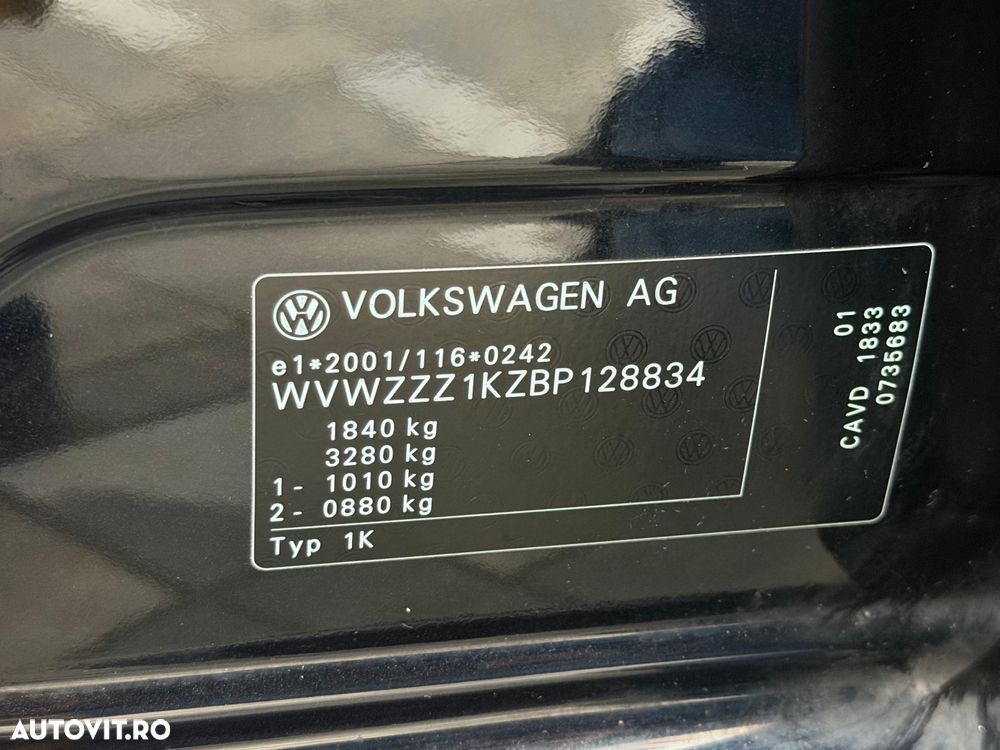 VOLKSWAGEN AG
e1*2001/116*0242
WVWZZZ1KZBP128834
1840 kg
3280 kg
1- 1010 kg
2- 0880 kg
Typ 1K
01
CAVD 1833
0735683
AUTOVIT.RO